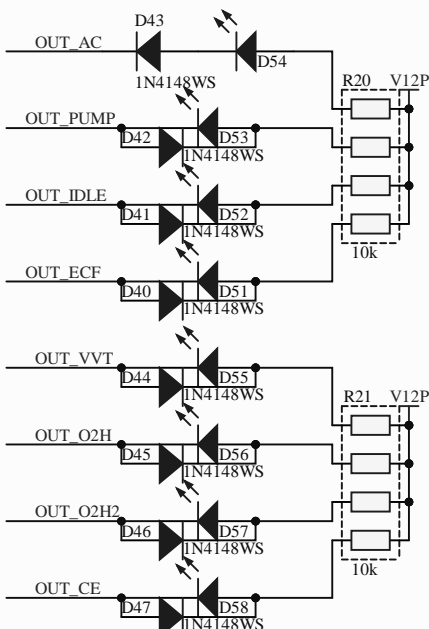 D43
OUT_AC
D54
1N4148WS
R20 V12P
OUT_PUMP
D42 D53
1N4148WS
OUT_IDLE
D41 D52
1N4148WS
OUT_ECF
10k
D40 D51
1N4148WS
OUT_VVT
D44 D55
1N4148WS
R21 V12P
OUT_O2H
D45 D56
1N4148WS
OUT_O2H2
D46 D57
1N4148WS
10k
OUT_CE
D47 D58
1N4148WS